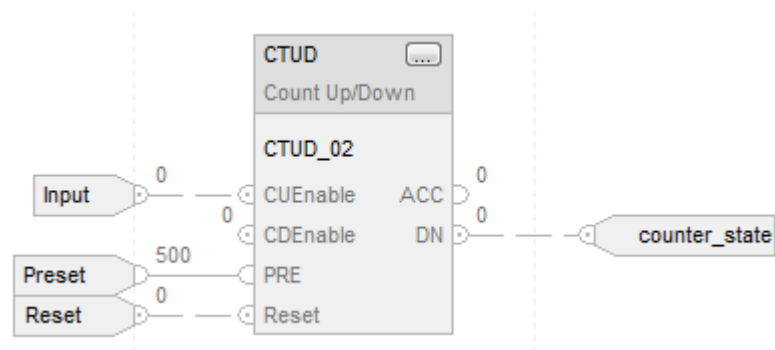 CTUD ...
Count Up/Down
CTUD_02
Input 0 CUEnable ACC 0
0 CDEnable DN 0 counter_state
Preset 500 PRE
Reset 0 Reset